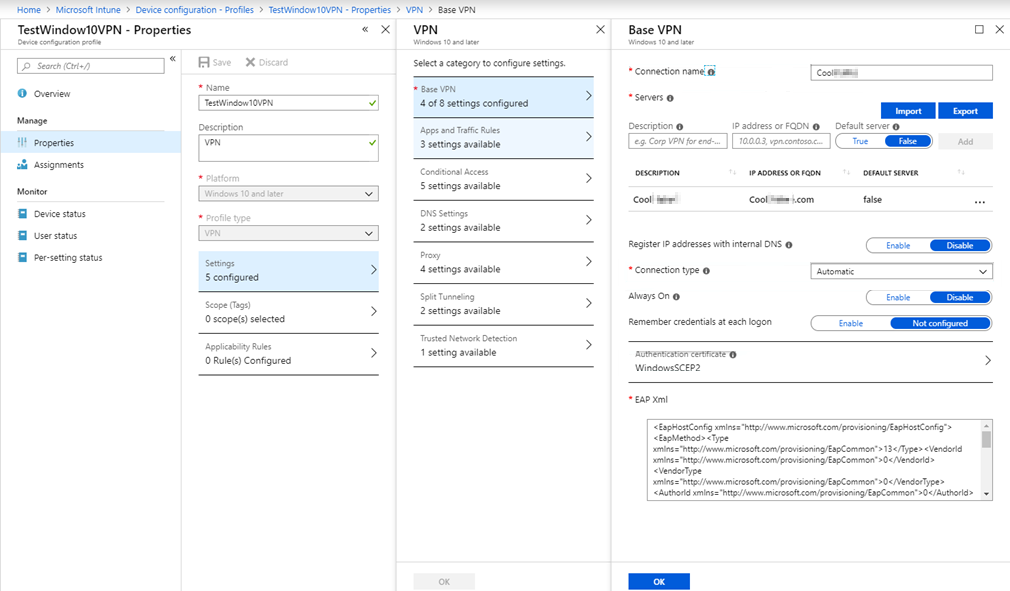 Home > Microsoft Intune > Device configuration - Profiles > TestWindow10VPN - Properties > VPN > Base VPN
TestWindow10VPN - Properties
Device configuration profile
Search (Ctrl+/)
Overview
Manage
Properties
Assignments
Monitor
Device status
User status
Per-setting status
Save Discard
* Name
TestWindow10VPN
Description
VPN
* Platform
Windows 10 and later
* Profile type
VPN
Settings
5 configured
Scope (Tags)
0 scope(s) selected
Applicability Rules
0 Rule(s) Configured
VPN
Windows 10 and later
Select a category to configure settings.
* Base VPN
4 of 8 settings configured
Apps and Traffic Rules
3 settings available
Conditional Access
5 settings available
DNS Settings
2 settings available
Proxy
4 settings available
Split Tunneling
2 settings available
Trusted Network Detection
1 setting available
OK
Base VPN
Windows 10 and later
* Connection name Cool
* Servers
Import Export
Description IP address or FQDN Default server
e.g. Corp VPN for end-... 10.0.0.3, vpn.contoso.c... True False Add
DESCRIPTION IP ADDRESS OR FQDN DEFAULT SERVER
Cool Cool .com false ...
Register IP addresses with internal DNS Enable Disable
* Connection type Automatic
Always On Enable Disable
Remember credentials at each logon Enable Not configured
Authentication certificate
WindowsSCEP2
* EAP Xml
<EapHostConfig xmlns="http://www.microsoft.com/provisioning/EapHostConfig">
<EapMethod><Type
xmlns="http://www.microsoft.com/provisioning/EapCommon">13</Type><VendorId
xmlns="http://www.microsoft.com/provisioning/EapCommon">0</VendorId>
<VendorType
xmlns="http://www.microsoft.com/provisioning/EapCommon">0</VendorType>
<AuthorId xmlns="http://www.microsoft.com/provisioning/EapCommon">0</AuthorId>
OK